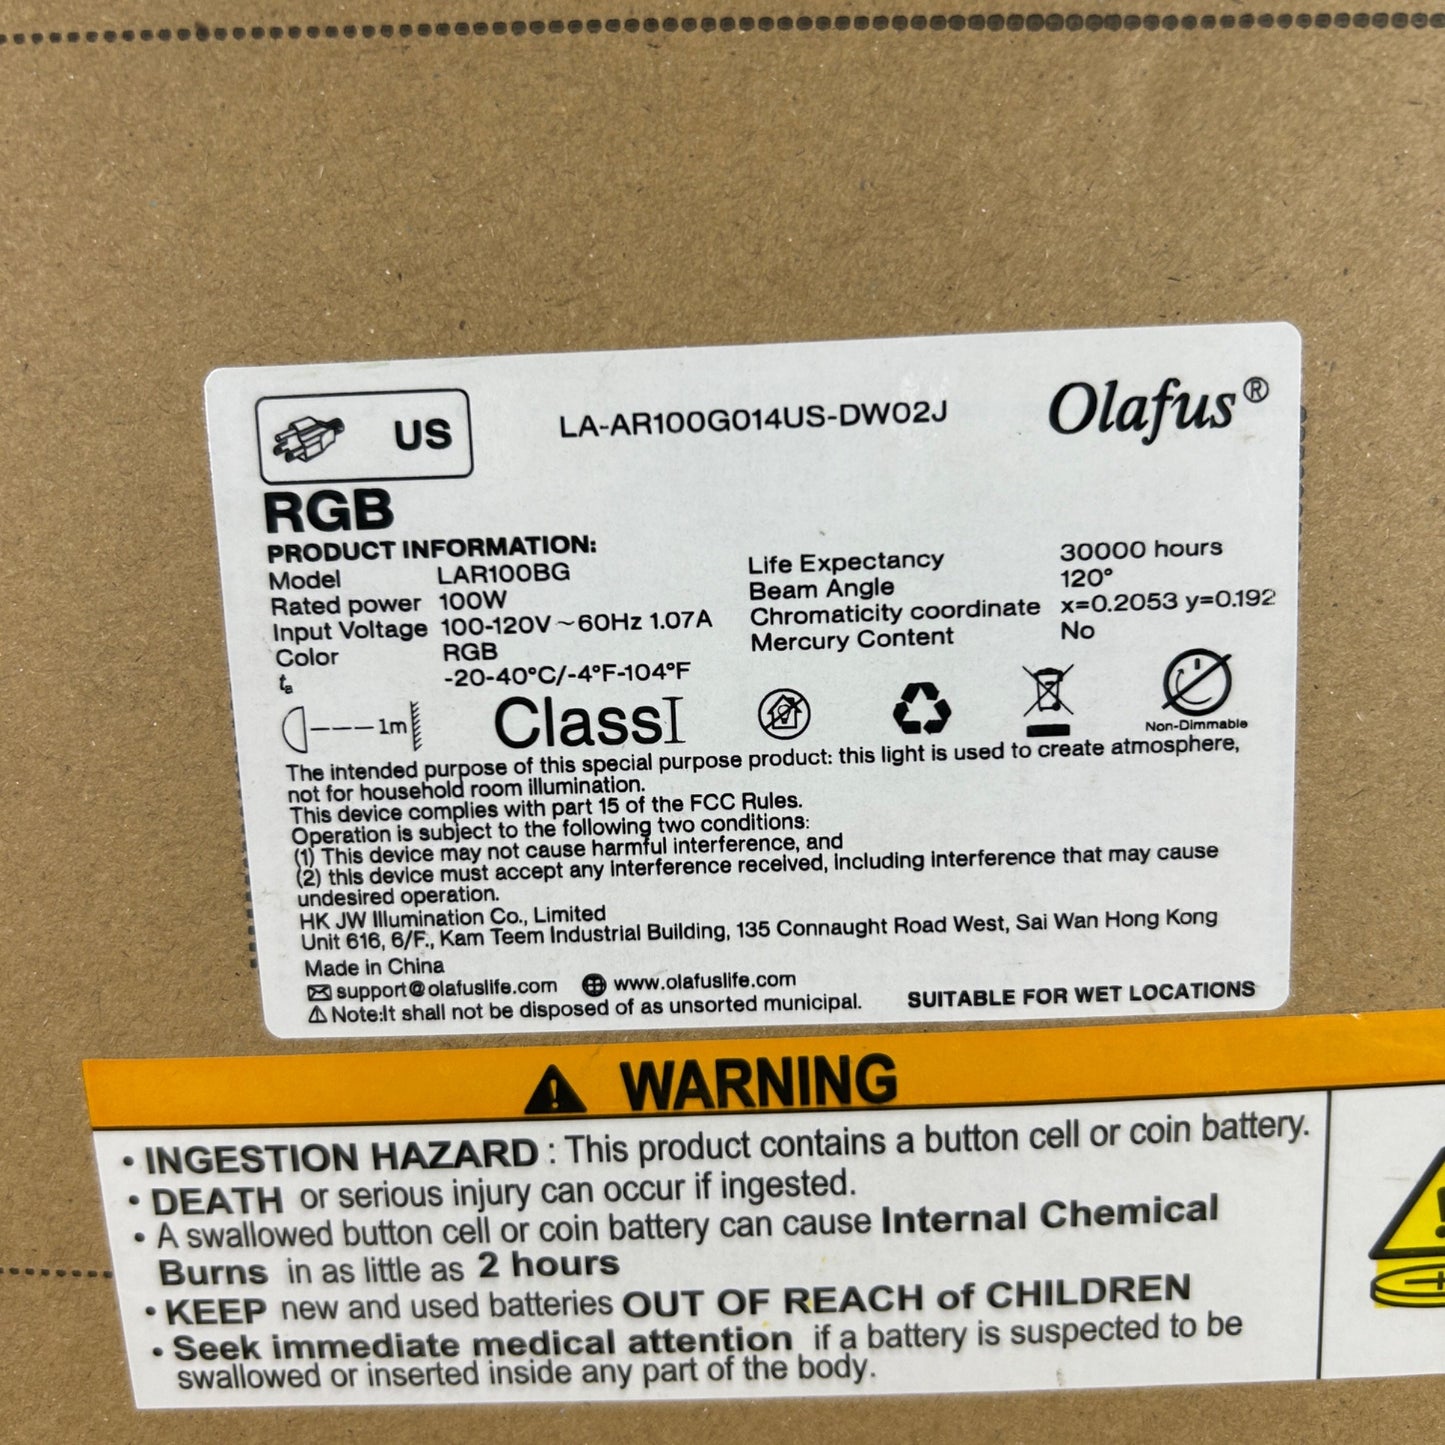 US
LA-AR100G014US-DW02J
Olafus®
RGB
PRODUCT INFORMATION:
Model LAR100BG
Rated power 100W
Input Voltage 100-120V~60Hz 1.07A
Color RGB
ta -20-40°C/-4°F-104°F
Life Expectancy 30000 hours
Beam Angle 120°
Chromaticity coordinate x=0.2053 y=0.192
Mercury Content No
1m
Class I
Non-Dimmable
The intended purpose of this special purpose product: this light is used to create atmosphere,
not for household room illumination.
This device complies with part 15 of the FCC Rules.
Operation is subject to the following two conditions:
(1) This device may not cause harmful interference, and
(2) this device must accept any interference received, including interference that may cause
undesired operation.
HK JW Illumination Co., Limited
Unit 616, 6/F., Kam Teem Industrial Building, 135 Connaught Road West, Sai Wan Hong Kong
Made in China
support@olafuslife.com www.olafuslife.com
Note:It shall not be disposed of as unsorted municipal.
SUITABLE FOR WET LOCATIONS
WARNING
• INGESTION HAZARD : This product contains a button cell or coin battery.
• DEATH or serious injury can occur if ingested.
• A swallowed button cell or coin battery can cause Internal Chemical
Burns in as little as 2 hours
• KEEP new and used batteries OUT OF REACH of CHILDREN
• Seek immediate medical attention if a battery is suspected to be
swallowed or inserted inside any part of the body.